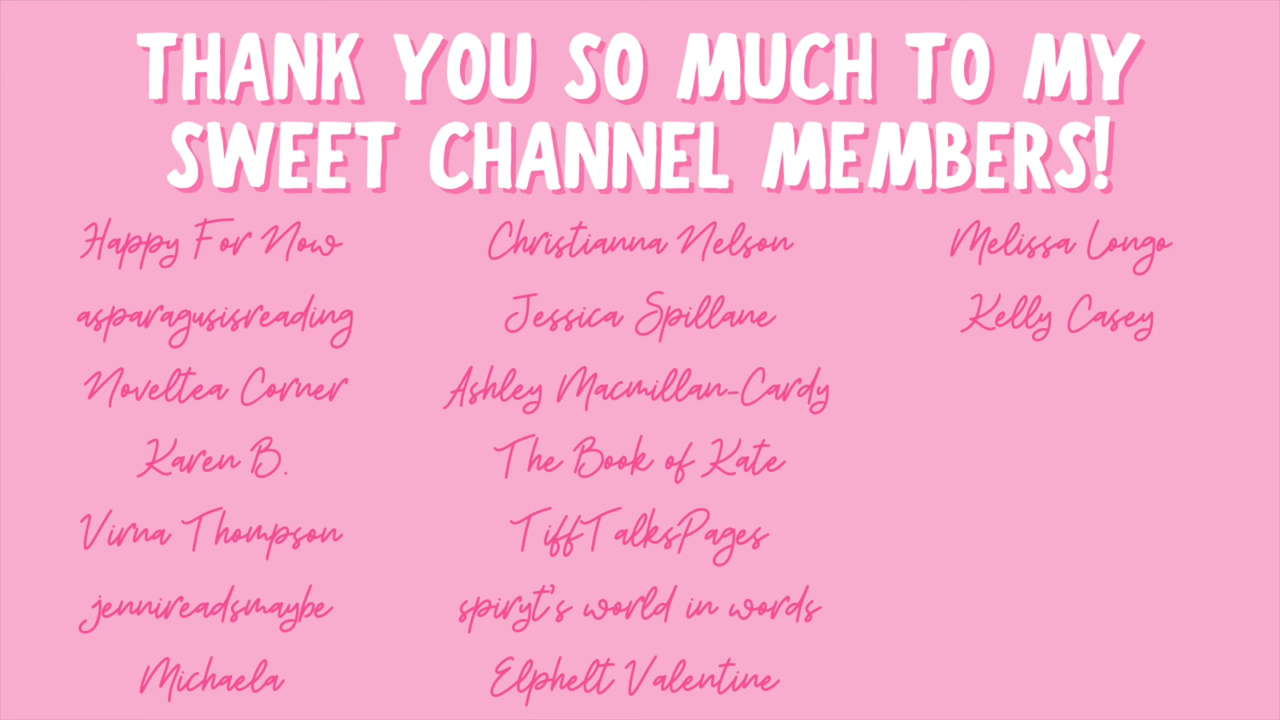 THANK YOU SO MUCH TO MY
SWEET CHANNEL MEMBERS!
Happy For Now
asparagusisreading
Noveltea Corner
Karen B.
Virna Thompson
jennireadsmaybe
Michaela
Christianna Nelson
Jessica Spillane
Ashley Macmillan-Cardy
The Book of Kate
TiffTalksPages
spiryt's world in words
Elphelt Valentine
Melissa Longo
Kelly Casey